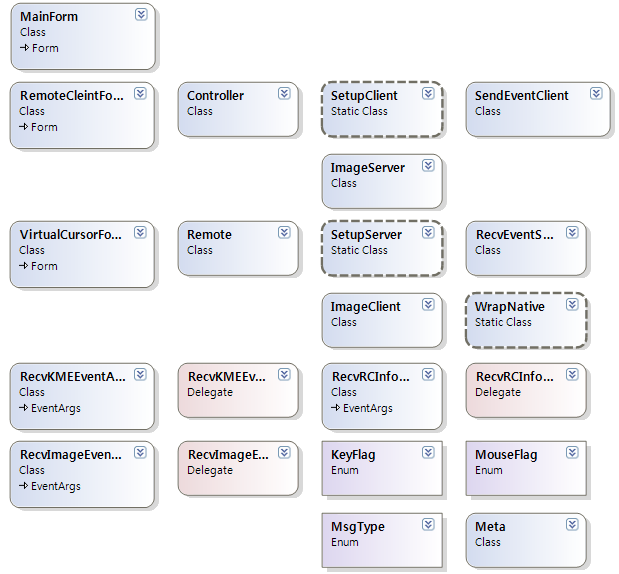 MainForm
Class
Form
RemoteCleintFo...
Class
Form
Controller
Class
SetupClient
Static Class
SendEventClient
Class
ImageServer
Class
VirtualCursorFo...
Class
Form
Remote
Class
SetupServer
Static Class
RecvEventS...
Class
ImageClient
Class
WrapNative
Static Class
RecvKMEEventA...
Class
EventArgs
RecvKMEEv...
Delegate
RecvRCInfo...
Class
EventArgs
RecvRCInfo...
Delegate
RecvImageEven...
Class
EventArgs
RecvImageE...
Delegate
KeyFlag
Enum
MouseFlag
Enum
MsgType
Enum
Meta
Class